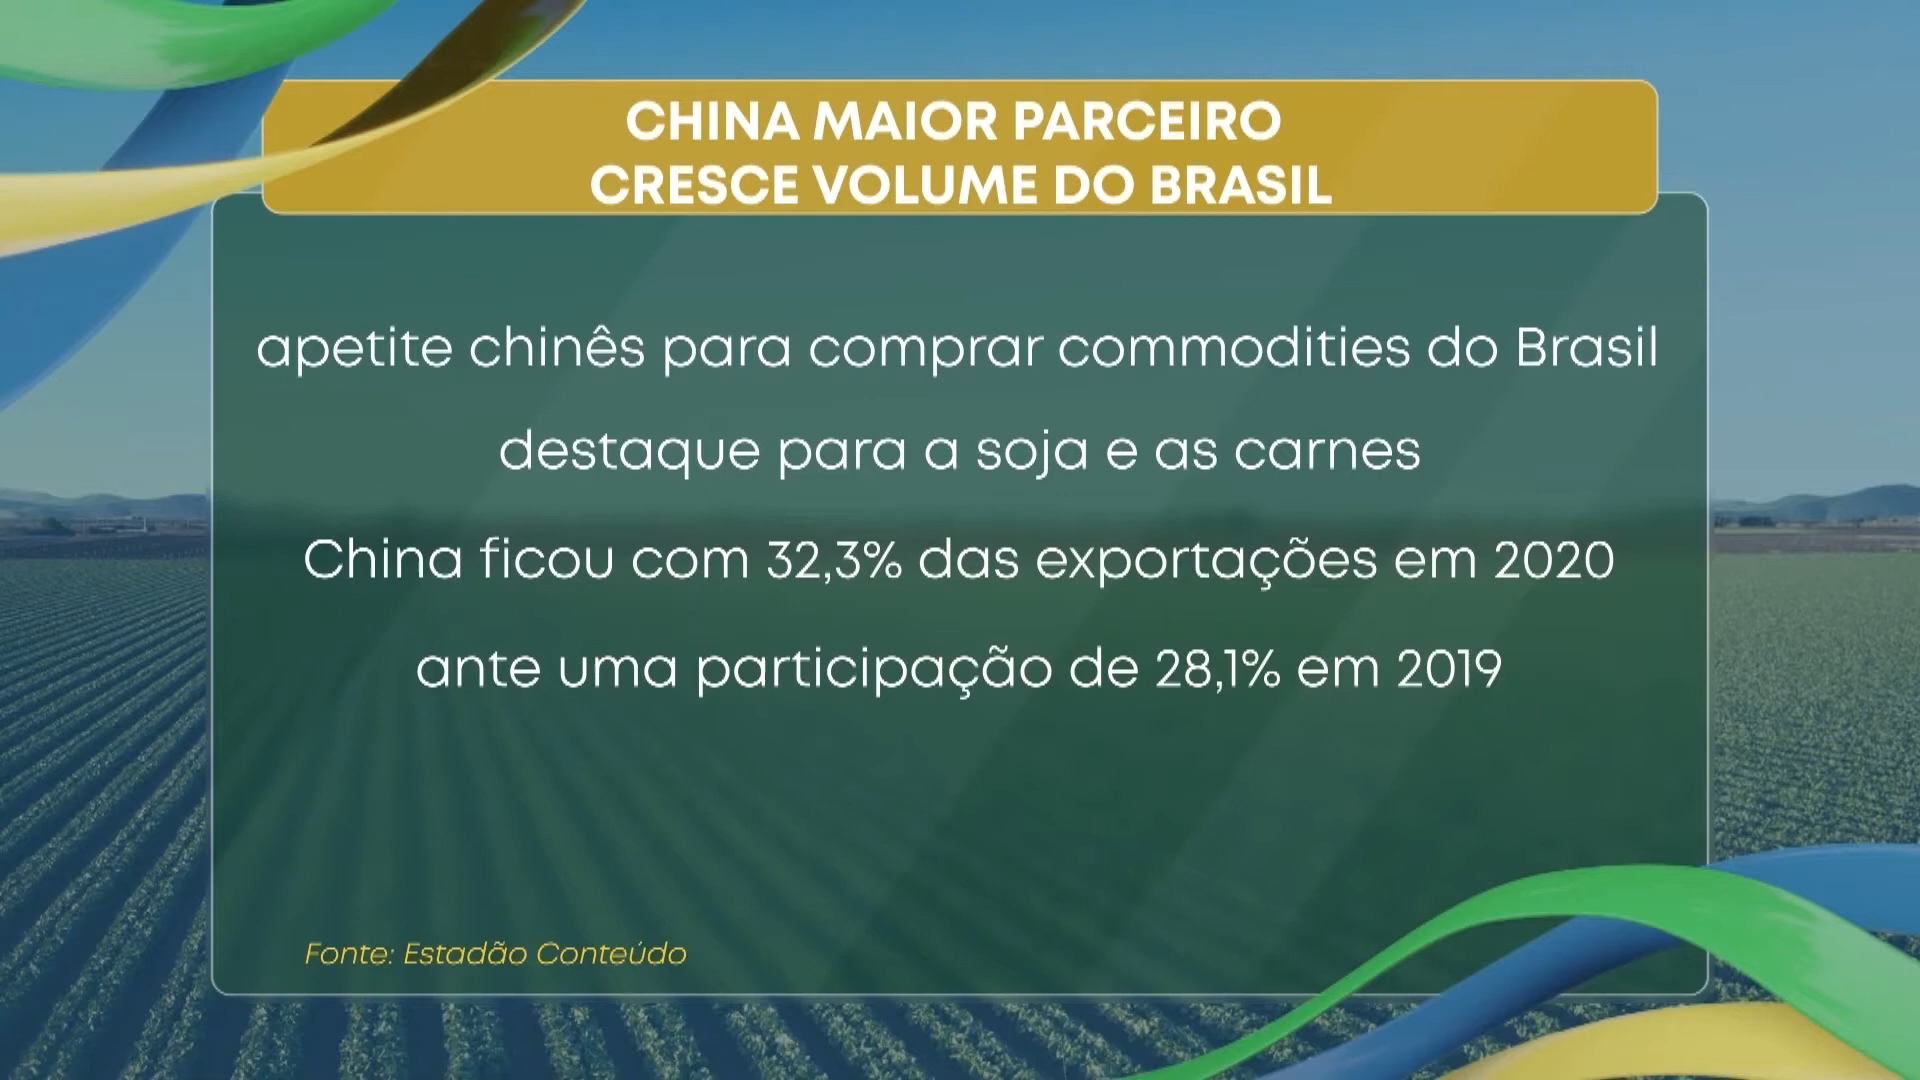 CHINA MAIOR PARCEIRO
CRESCE VOLUME DO BRASIL
apetite chinês para comprar commodities do Brasil
destaque para a soja e as carnes
China ficou com 32,3% das exportações em 2020
ante uma participação de 28,1% em 2019
Fonte: Estadão Conteúdo